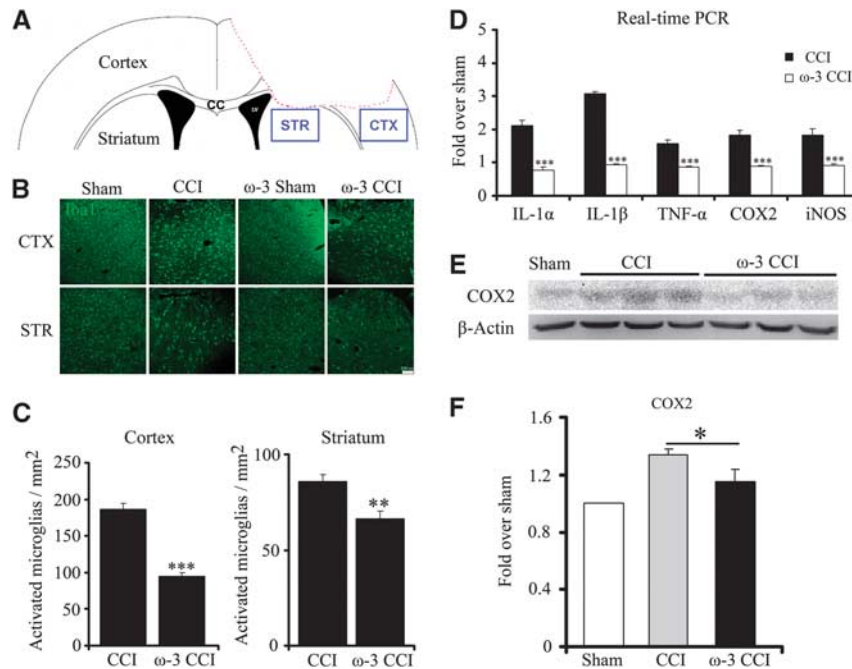 A
Cortex
CC
LV
Striatum
STR
CTX
B
Sham CCI ω-3 Sham ω-3 CCI
Iba1
CTX
STR
C
Cortex
Activated microglias / mm2
250
200
150
100
50
0
***
CCI ω-3 CCI
Striatum
Activated microglias / mm2
100
75
50
0
**
CCI ω-3 CCI
D
Real-time PCR
CCI
ω-3 CCI
Fold over sham
5
4
3
2
1
0
*** *** *** *** ***
IL-1α IL-1β TNF-α COX2 iNOS
E
Sham CCI ω-3 CCI
COX2
β-Actin
F
COX2
Fold over sham
1.6
1.2
0.8
0.4
0
*
Sham CCI ω-3 CCI